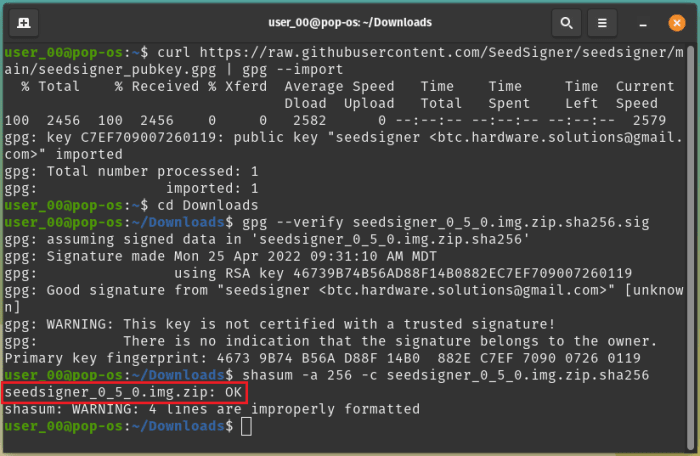 user_00@pop-os: ~/Downloads
user_00@pop-os:~$ curl https://raw.githubusercontent.com/SeedSigner/seedsigner/m
ain/seedsigner_pubkey.gpg | gpg --import
  % Total    % Received % Xferd  Average Speed   Time    Time     Time  Current
                                 Dload  Upload   Total   Spent    Left  Speed
100  2456  100  2456    0     0   2582      0 --:--:-- --:--:-- --:--:--  2579
gpg: key C7EF709007260119: public key "seedsigner <btc.hardware.solutions@gmail.
com>" imported
gpg: Total number processed: 1
gpg:               imported: 1
user_00@pop-os:~$ cd Downloads
user_00@pop-os:~/Downloads$ gpg --verify seedsigner_0_5_0.img.zip.sha256.sig
gpg: assuming signed data in 'seedsigner_0_5_0.img.zip.sha256'
gpg: Signature made Mon 25 Apr 2022 09:31:10 AM MDT
gpg:                using RSA key 46739B74B56AD88F14B0882EC7EF709007260119
gpg: Good signature from "seedsigner <btc.hardware.solutions@gmail.com>" [unknow
n]
gpg: WARNING: This key is not certified with a trusted signature!
gpg:          There is no indication that the signature belongs to the owner.
Primary key fingerprint: 4673 9B74 B56A D88F 14B0  882E C7EF 7090 0726 0119
user_00@pop-os:~/Downloads$ shasum -a 256 -c seedsigner_0_5_0.img.zip.sha256
seedsigner_0_5_0.img.zip: OK
shasum: WARNING: 4 lines are improperly formatted
user_00@pop-os:~/Downloads$